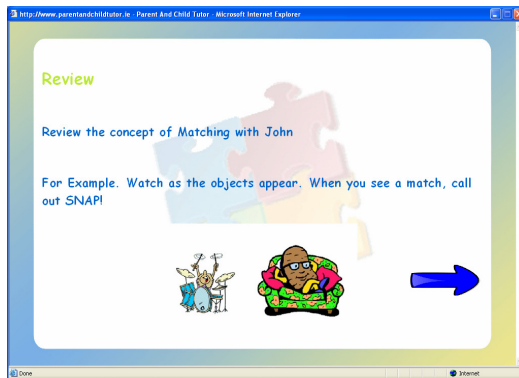 http://www.parentandchildtutor.ie - Parent And Child Tutor - Microsoft Internet Explorer
Review
Review the concept of Matching with John
For Example. Watch as the objects appear. When you see a match, call
out SNAP!
Done
Internet